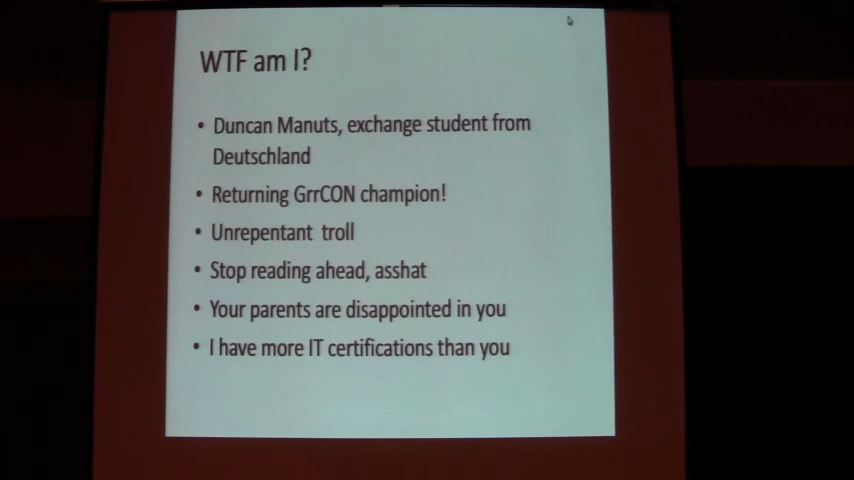 WTF am I?
• Duncan Manuts, exchange student from
Deutschland
• Returning GrrCON champion!
• Unrepentant troll
• Stop reading ahead, asshat
• Your parents are disappointed in you
• I have more IT certifications than you